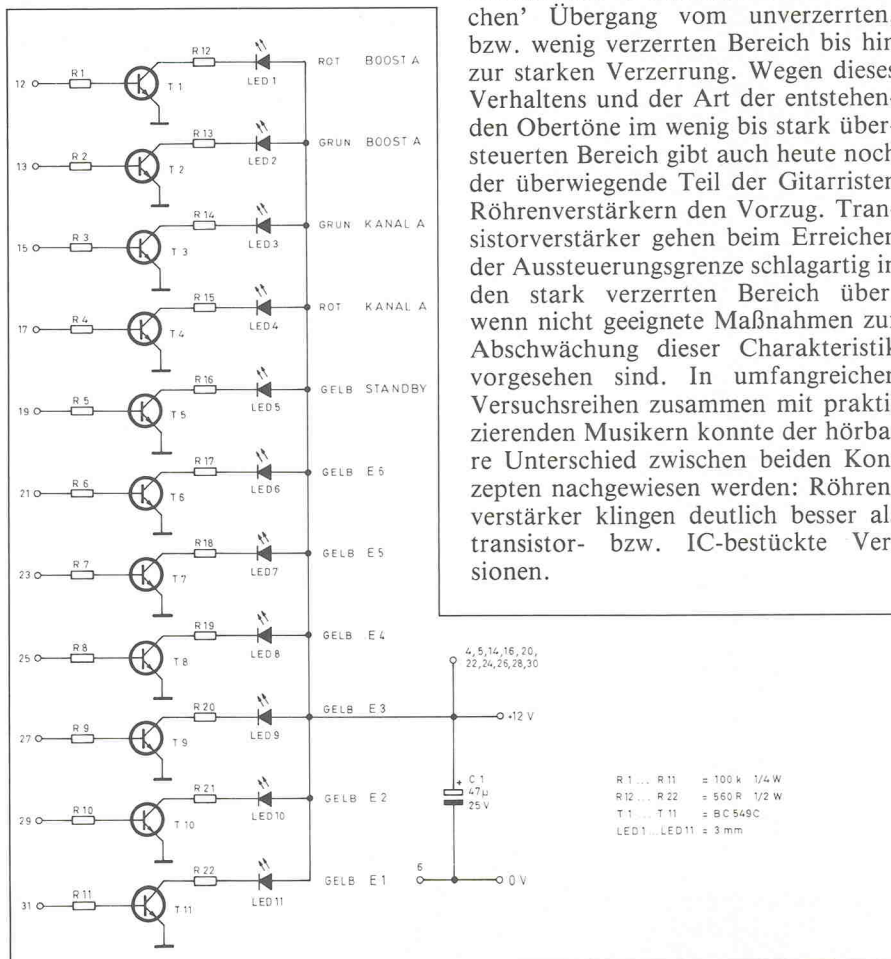 chen’ Übergang vom unverzerrten
bzw. wenig verzerrten Bereich bis hin
zur starken Verzerrung. Wegen dieses
Verhaltens und der Art der entstehen-
den Obertöne im wenig bis stark über-
steuerten Bereich gibt auch heute noch
der überwiegende Teil der Gitarristen
Röhrenverstärkern den Vorzug. Tran-
sistorverstärker gehen beim Erreichen
der Aussteuerungsgrenze schlagartig in
den stark verzerrten Bereich über,
wenn nicht geeignete Maßnahmen zur
Abschwächung dieser Charakteristik
vorgesehen sind. In umfangreichen
Versuchsreihen zusammen mit prakti-
zierenden Musikern konnte der hörba-
re Unterschied zwischen beiden Kon-
zepten nachgewiesen werden: Röhren-
verstärker klingen deutlich besser als
transistor- bzw. IC-bestückte Ver-
sionen.
12 R1 T1 R12 LED1 ROT BOOST A
13 R2 T2 R13 LED2 GRUN BOOST A
15 R3 T3 R14 LED3 GRUN KANAL A
17 R4 T4 R15 LED4 ROT KANAL A
19 R5 T5 R16 LED5 GELB STANDBY
21 R6 T6 R17 LED6 GELB E6
23 R7 T7 R18 LED7 GELB E5
25 R8 T8 R19 LED8 GELB E4
27 R9 T9 R20 LED9 GELB E3
29 R10 T10 R21 LED10 GELB E2
31 R11 T11 R22 LED11 GELB E1
4,5,14,16,20,
22,24,26,28,30
+12 V
+ C1
47µ
25V
6 0 V
R1... R11 = 100k 1/4 W
R12... R22 = 560R 1/2 W
T1... T11 = BC549C
LED1...LED11 = 3 mm